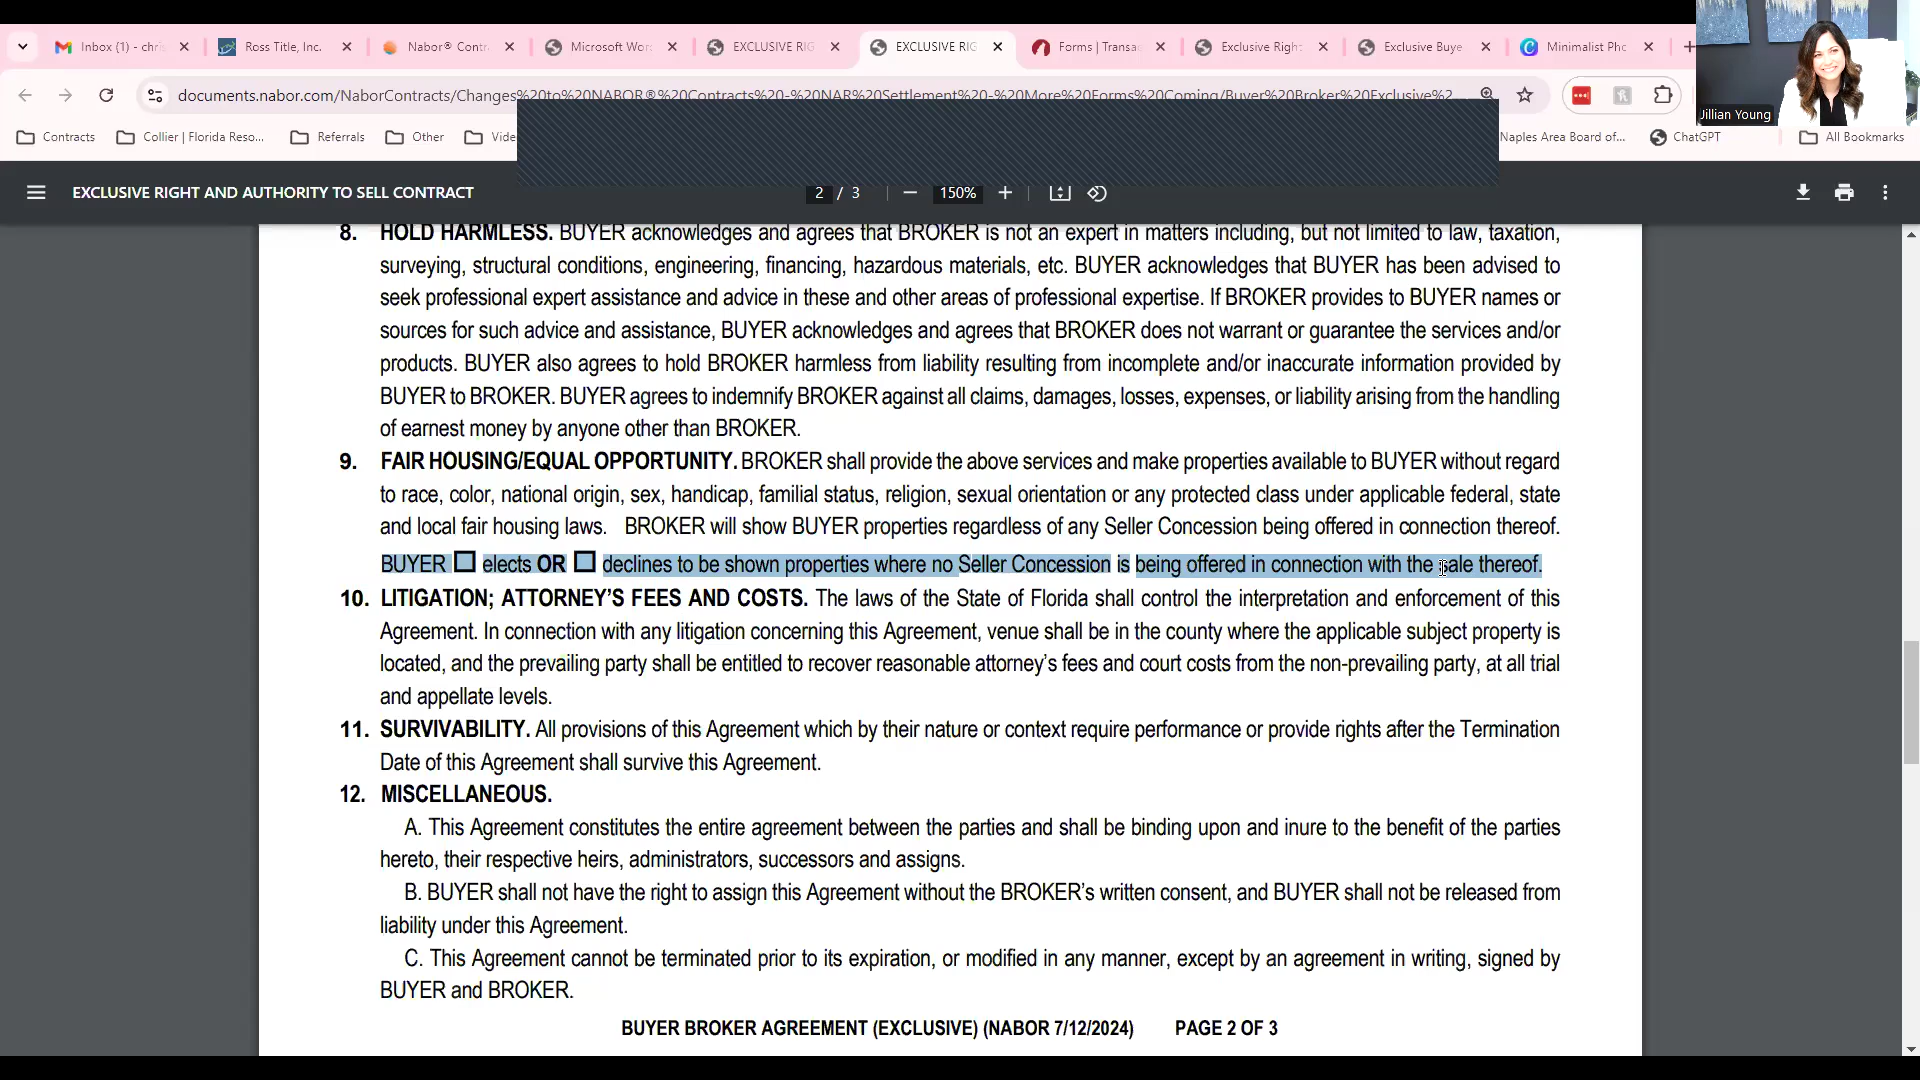 Inbox (1) - chri
Ross Title, Inc.
Nabor® Contr
Microsoft Wor
EXCLUSIVE RIG
EXCLUSIVE RIG
Forms | Transa
Exclusive Right
Exclusive Buye
Minimalist Pho
documents.nabor.com/NaborContracts/Changes%20to%20NABOR®%20Contracts%20-%20NAR%20Settlement%20-%20More%20Forms%20Coming/Buyer%20Broker%20Exclusive%2...
Jillian Young
Contracts
Collier | Florida Reso...
Referrals
Other
Vide
Naples Area Board of...
ChatGPT
All Bookmarks
EXCLUSIVE RIGHT AND AUTHORITY TO SELL CONTRACT
2 / 3
150%
8. HOLD HARMLESS. BUYER acknowledges and agrees that BROKER is not an expert in matters including, but not limited to law, taxation,
surveying, structural conditions, engineering, financing, hazardous materials, etc. BUYER acknowledges that BUYER has been advised to
seek professional expert assistance and advice in these and other areas of professional expertise. If BROKER provides to BUYER names or
sources for such advice and assistance, BUYER acknowledges and agrees that BROKER does not warrant or guarantee the services and/or
products. BUYER also agrees to hold BROKER harmless from liability resulting from incomplete and/or inaccurate information provided by
BUYER to BROKER. BUYER agrees to indemnify BROKER against all claims, damages, losses, expenses, or liability arising from the handling
of earnest money by anyone other than BROKER.
9. FAIR HOUSING/EQUAL OPPORTUNITY. BROKER shall provide the above services and make properties available to BUYER without regard
to race, color, national origin, sex, handicap, familial status, religion, sexual orientation or any protected class under applicable federal, state
and local fair housing laws. BROKER will show BUYER properties regardless of any Seller Concession being offered in connection thereof.
BUYER ☐ elects OR ☐ declines to be shown properties where no Seller Concession is being offered in connection with the sale thereof.
10. LITIGATION; ATTORNEY'S FEES AND COSTS. The laws of the State of Florida shall control the interpretation and enforcement of this
Agreement. In connection with any litigation concerning this Agreement, venue shall be in the county where the applicable subject property is
located, and the prevailing party shall be entitled to recover reasonable attorney's fees and court costs from the non-prevailing party, at all trial
and appellate levels.
11. SURVIVABILITY. All provisions of this Agreement which by their nature or context require performance or provide rights after the Termination
Date of this Agreement shall survive this Agreement.
12. MISCELLANEOUS.
A. This Agreement constitutes the entire agreement between the parties and shall be binding upon and inure to the benefit of the parties
hereto, their respective heirs, administrators, successors and assigns.
B. BUYER shall not have the right to assign this Agreement without the BROKER's written consent, and BUYER shall not be released from
liability under this Agreement.
C. This Agreement cannot be terminated prior to its expiration, or modified in any manner, except by an agreement in writing, signed by
BUYER and BROKER.
BUYER BROKER AGREEMENT (EXCLUSIVE) (NABOR 7/12/2024) PAGE 2 OF 3